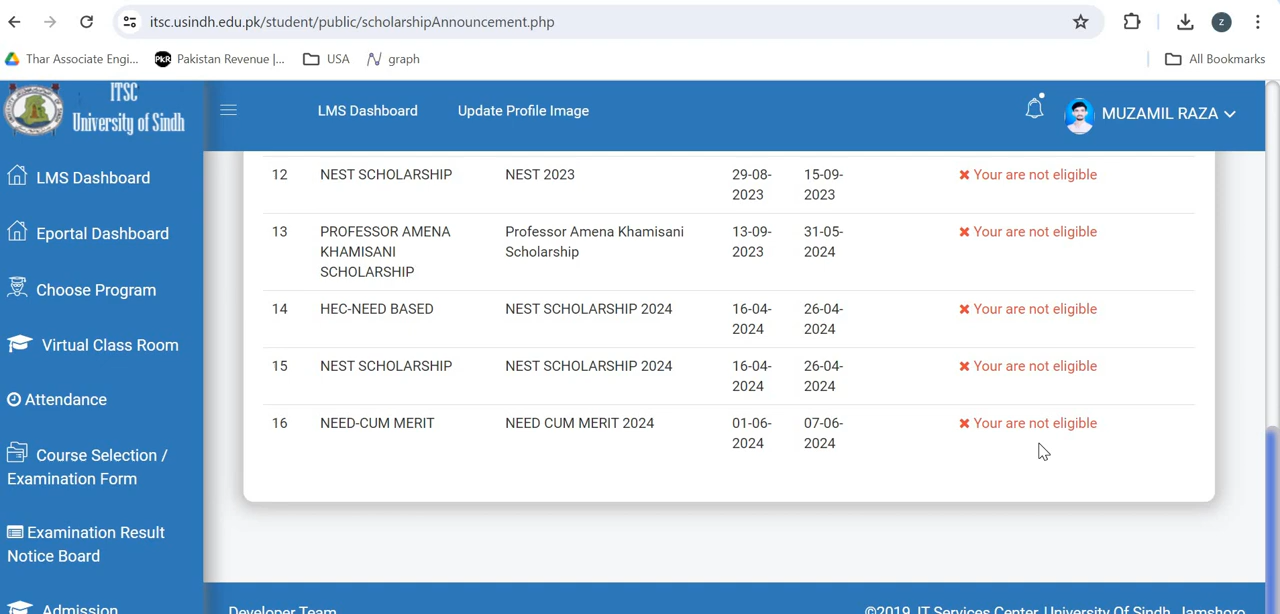 itsc.usindh.edu.pk/student/public/scholarshipAnnouncement.php
z
Thar Associate Engi...
PKR
Pakistan Revenue |...
USA
graph
All Bookmarks
ITSC
University of Sindh
LMS Dashboard
Update Profile Image
MUZAMIL RAZA
LMS Dashboard
Eportal Dashboard
Choose Program
Virtual Class Room
Attendance
Course Selection /
Examination Form
Examination Result
Notice Board
Admission
12 NEST SCHOLARSHIP NEST 2023 29-08- 15-09- Your are not eligible
2023 2023
13 PROFESSOR AMENA Professor Amena Khamisani 13-09- 31-05- Your are not eligible
KHAMISANI Scholarship 2023 2024
SCHOLARSHIP
14 HEC-NEED BASED NEST SCHOLARSHIP 2024 16-04- 26-04- Your are not eligible
2024 2024
15 NEST SCHOLARSHIP NEST SCHOLARSHIP 2024 16-04- 26-04- Your are not eligible
2024 2024
16 NEED-CUM MERIT NEED CUM MERIT 2024 01-06- 07-06- Your are not eligible
2024 2024
Developer Team
©2019, IT Services Center, University Of Sindh, Jamshoro